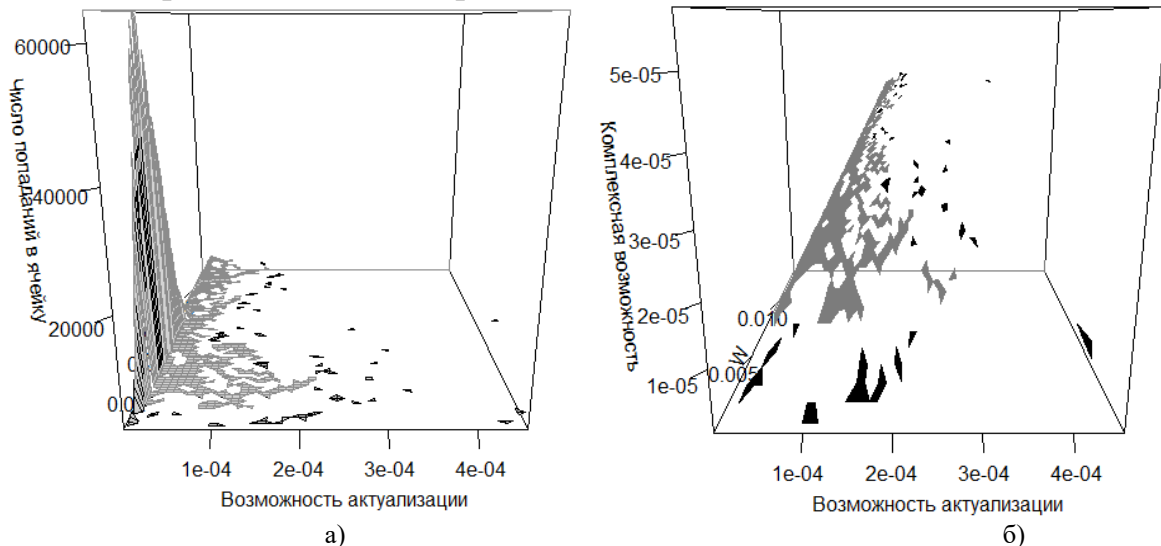 60000
40000
20000
Число попаданий в ячейку
0.0
1e-04
2e-04
3e-04
4e-04
Возможность актуализации
а)
5e-05
4e-05
3e-05
2e-05
1e-05
Комплексная возможность
0.010
W
0.005
1e-04
2e-04
3e-04
4e-04
Возможность актуализации
б)